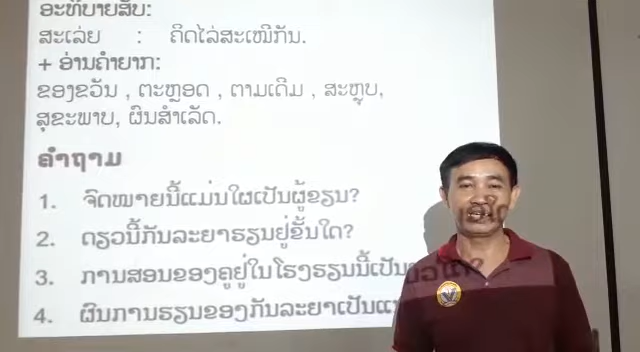 ອະທິບາຍສັບ:
ສະເລ່ຍ : ຄິດໄລ່ສະເໝີກັນ.
+ ອ່ານຄຳຍາກ:
ຂອງຂວັນ , ຕະຫຼອດ , ຕາມເດີມ , ສະຫຼຸບ,
ສຸຂະພາບ, ຜົນສຳເລັດ.
ຄຳຖາມ
1. ຈົດໝາຍນີ້ແມ່ນໃຜເປັນຜູ້ຂຽນ?
2. ດຽວນີ້ກັນລະຍາຮຽນຢູ່ຂັ້ນໃດ?
3. ການສອນຂອງຄູຢູ່ໃນໂຮງຮຽນນີ້ເປັນ
4. ຜົນການຮຽນຂອງກັນລະຍາເປັນ